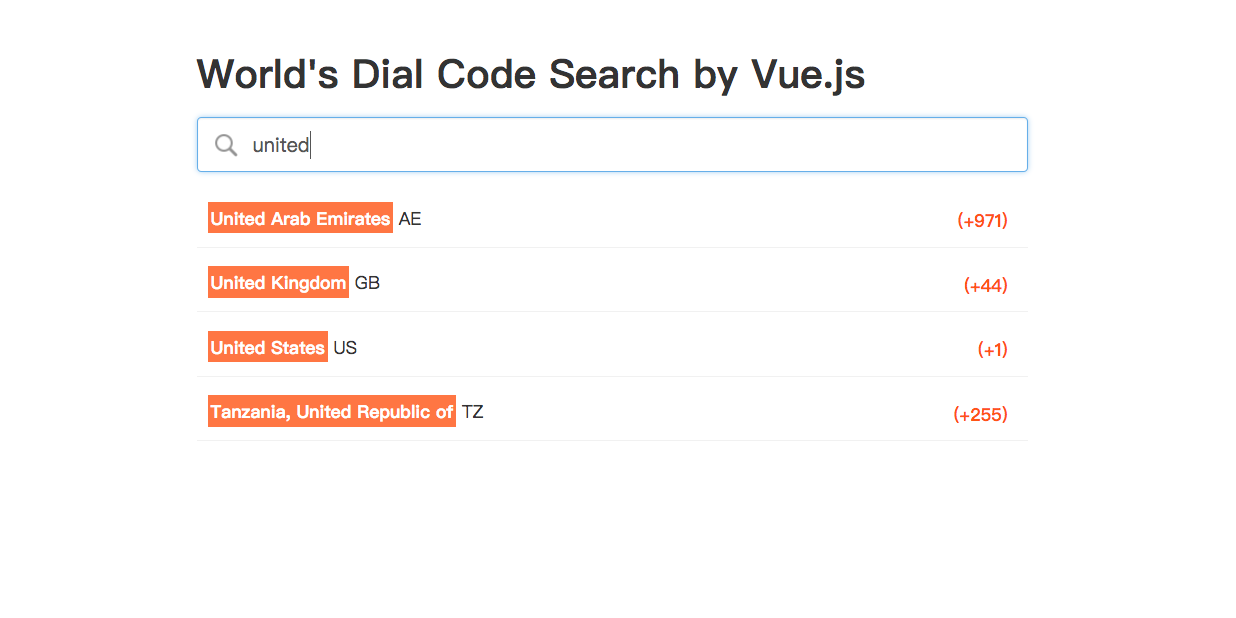 World's Dial Code Search by Vue.js
united
United Arab Emirates AE (+971)
United Kingdom GB (+44)
United States US (+1)
Tanzania, United Republic of TZ (+255)